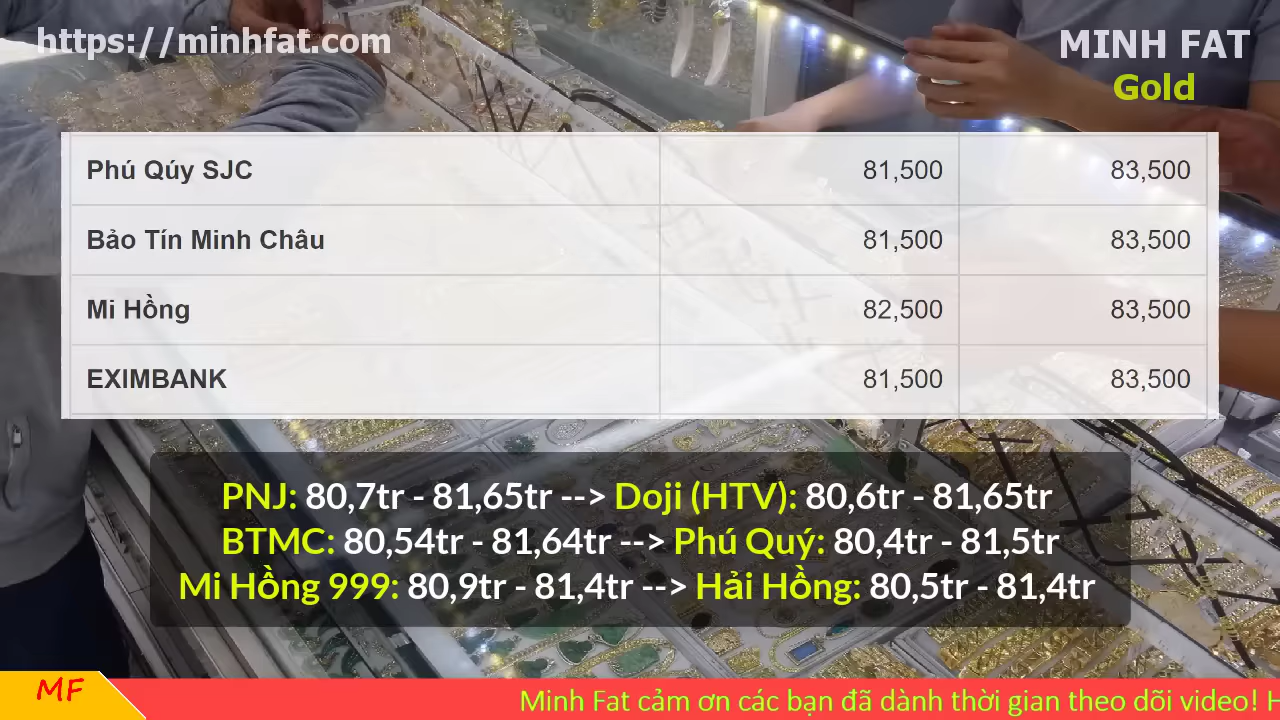 https://minhfat.com
MINH FAT
Gold
Phú Qúy SJC 81,500 83,500
Bảo Tín Minh Châu 81,500 83,500
Mi Hồng 82,500 83,500
EXIMBANK 81,500 83,500
PNJ: 80,7tr - 81,65tr --> Doji (HTV): 80,6tr - 81,65tr
BTMC: 80,54tr - 81,64tr --> Phú Quý: 80,4tr - 81,5tr
Mi Hồng 999: 80,9tr - 81,4tr --> Hải Hồng: 80,5tr - 81,4tr
MF
Minh Fat cảm ơn các bạn đã dành thời gian theo dõi video! H